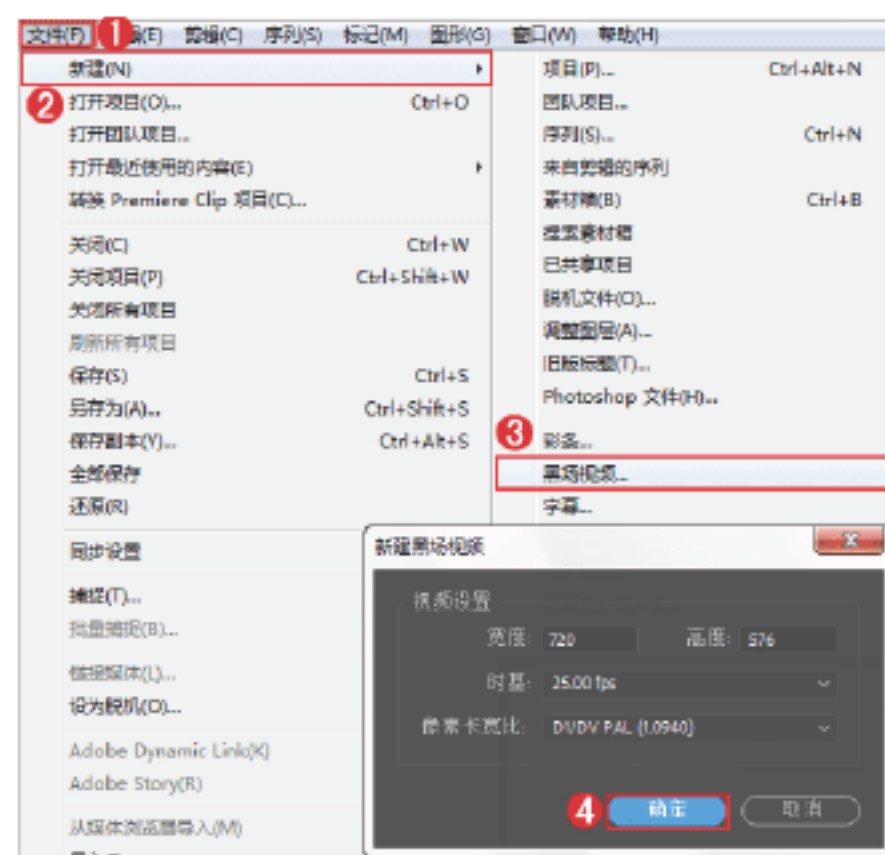 文件(F) 1 (E) 剪辑(C) 序列(S) 标记(M) 图形(G) 窗口(W) 帮助(H)
新建(N)
2 打开项目(O)... Ctrl+O
打开团队项目...
打开最近使用的内容(E)
转换 Premiere Clip 项目(C)...
关闭(C) Ctrl+W
关闭项目(P) Ctrl+Shift+W
关闭所有项目
刷新所有项目
保存(S) Ctrl+S
另存为(A)... Ctrl+Shift+S
保存副本(Y)... Ctrl+Alt+S
全部保存
还原(R)
同步设置
捕捉(T)...
批量捕捉(B)...
链接媒体(L)...
设为脱机(O)...
Adobe Dynamic Link(K)
Adobe Story(R)
从媒体浏览器导入(M)
项目(P)... Ctrl+Alt+N
团队项目...
序列(S)... Ctrl+N
来自剪辑的序列
素材箱(B) Ctrl+B
搜索素材箱
已共享项目
脱机文件(O)...
调整图层(A)...
旧版标题(T)...
Photoshop 文件(H)...
3 彩条...
黑场视频...
字幕...
新建黑场视频
视频设置
宽度: 720 高度: 576
时基: 25.00 fps
像素长宽比: D1/DV PAL (1.0940)
4 确定 取消